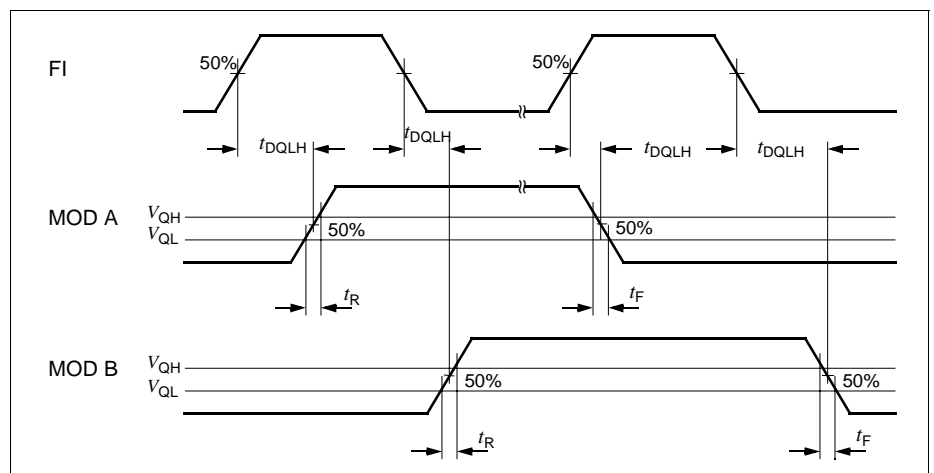 FI
50%
50%
tDQLH
tDQLH
tDQLH
tDQLH
MOD A
VQH
VQL
50%
50%
tR
tF
MOD B
VQH
VQL
50%
50%
tR
tF